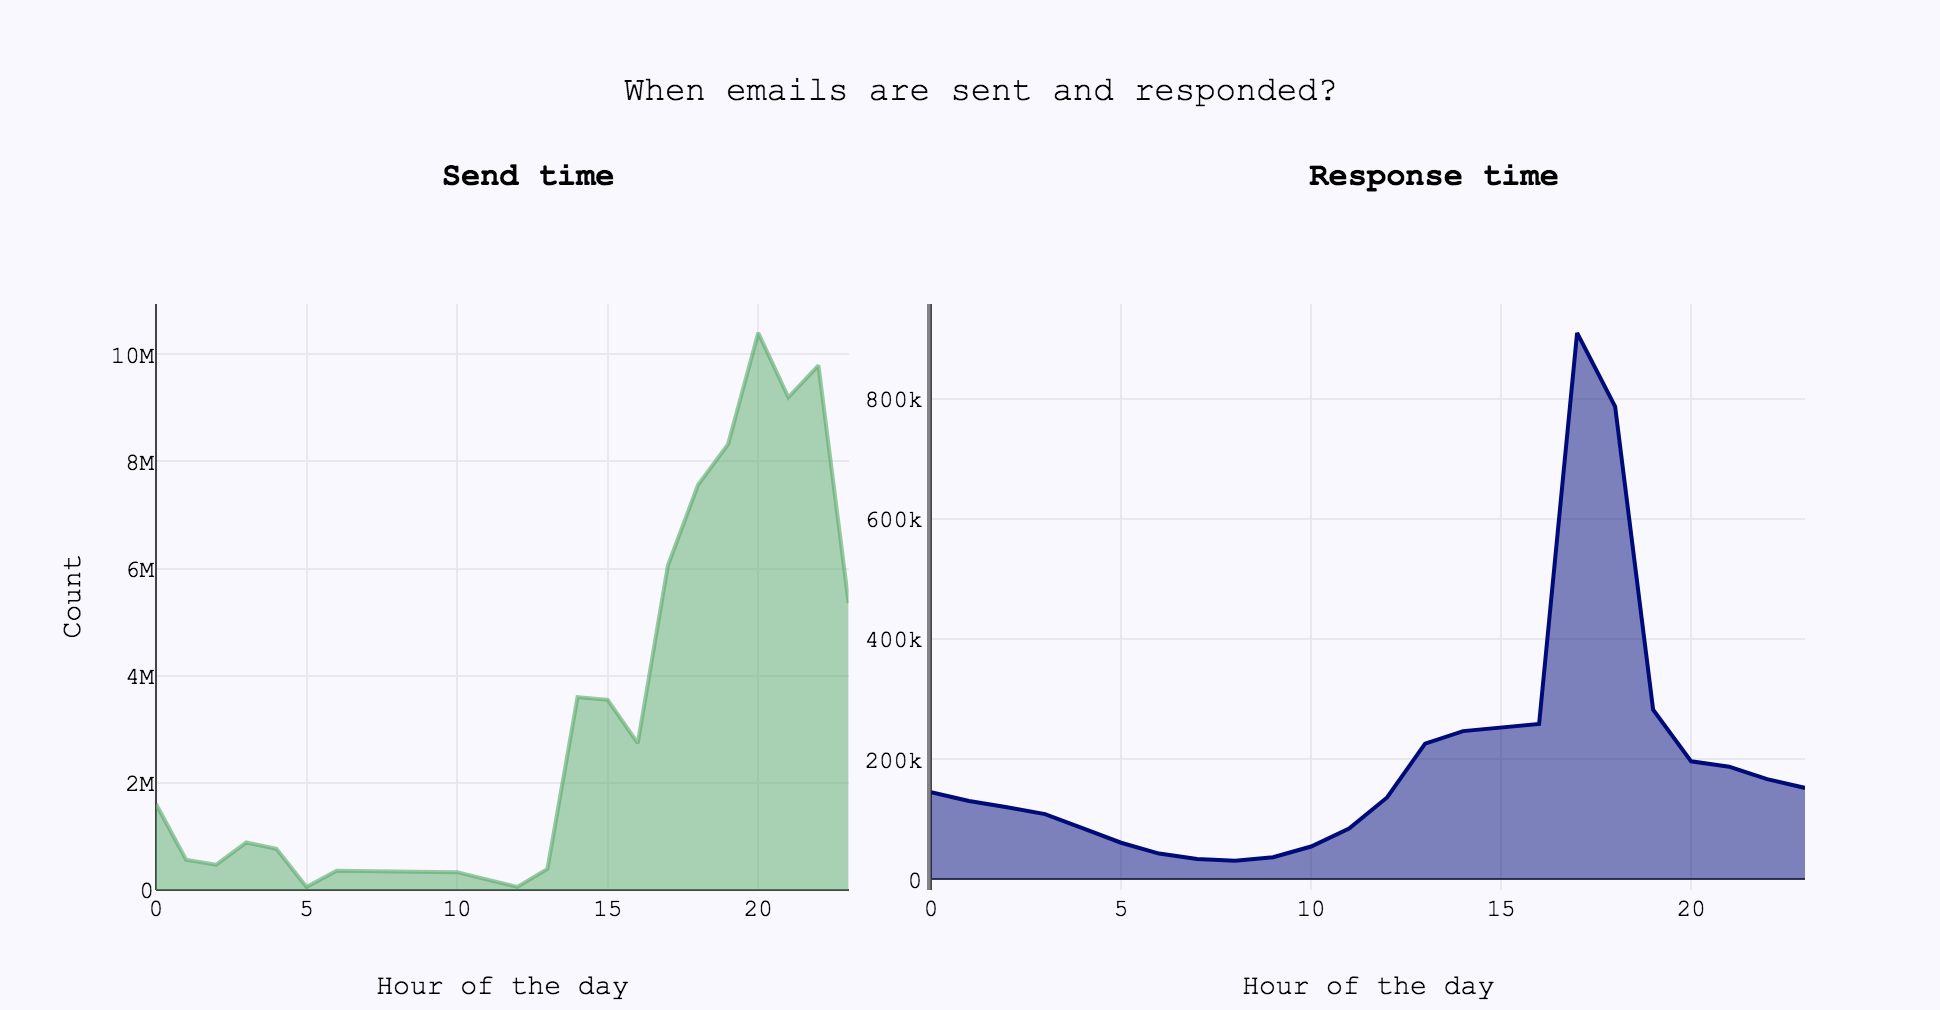 When emails are sent and responded?
Send time
Response time
Count
10M
8M
6M
4M
2M
0
0 5 10 15 20
Hour of the day
800k
600k
400k
200k
0
0 5 10 15 20
Hour of the day